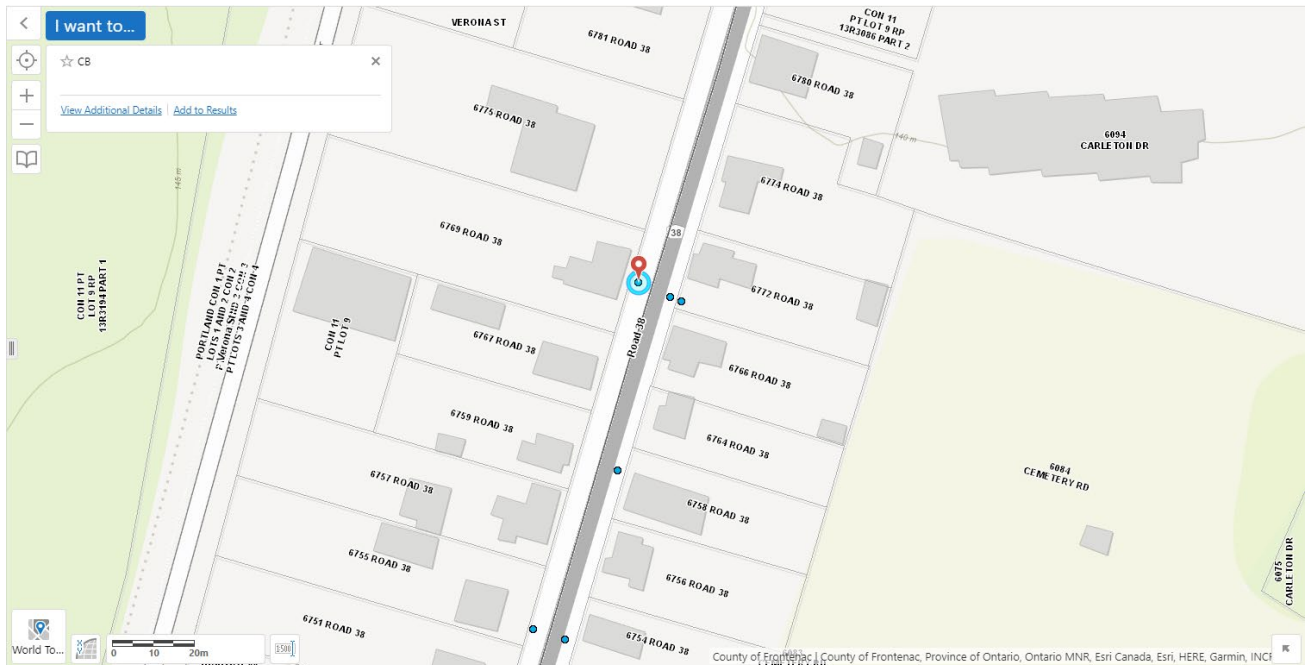 I want to...
☆ CB
View Additional Details
Add to Results
VERONA ST
6781 ROAD 38
CON 11
PT LOT 9 RP
13R3086 PART 2
6780 ROAD 38
6775 ROAD 38
6094
CARLETON DR
140 m
145 m
6774 ROAD 38
6769 ROAD 38
38
CON 11 PT
LOT 9 RP
13R3194 PART 1
PORTLAND CON 1 PT
LOTS 1 AND 2 CON 2
PT LOTS 3 AND 4 CON 4
6772 ROAD 38
CON 11
PT LOT 9
6767 ROAD 38
Road 38
6766 ROAD 38
6759 ROAD 38
6764 ROAD 38
6757 ROAD 38
6084
CEMETERY RD
6758 ROAD 38
6755 ROAD 38
6756 ROAD 38
6075
CARLETON DR
6751 ROAD 38
6754 ROAD 38
World To...
0 10 20m
County of Frontenac | County of Frontenac, Province of Ontario, Ontario MNR, Esri Canada, Esri, HERE, Garmin, INCR